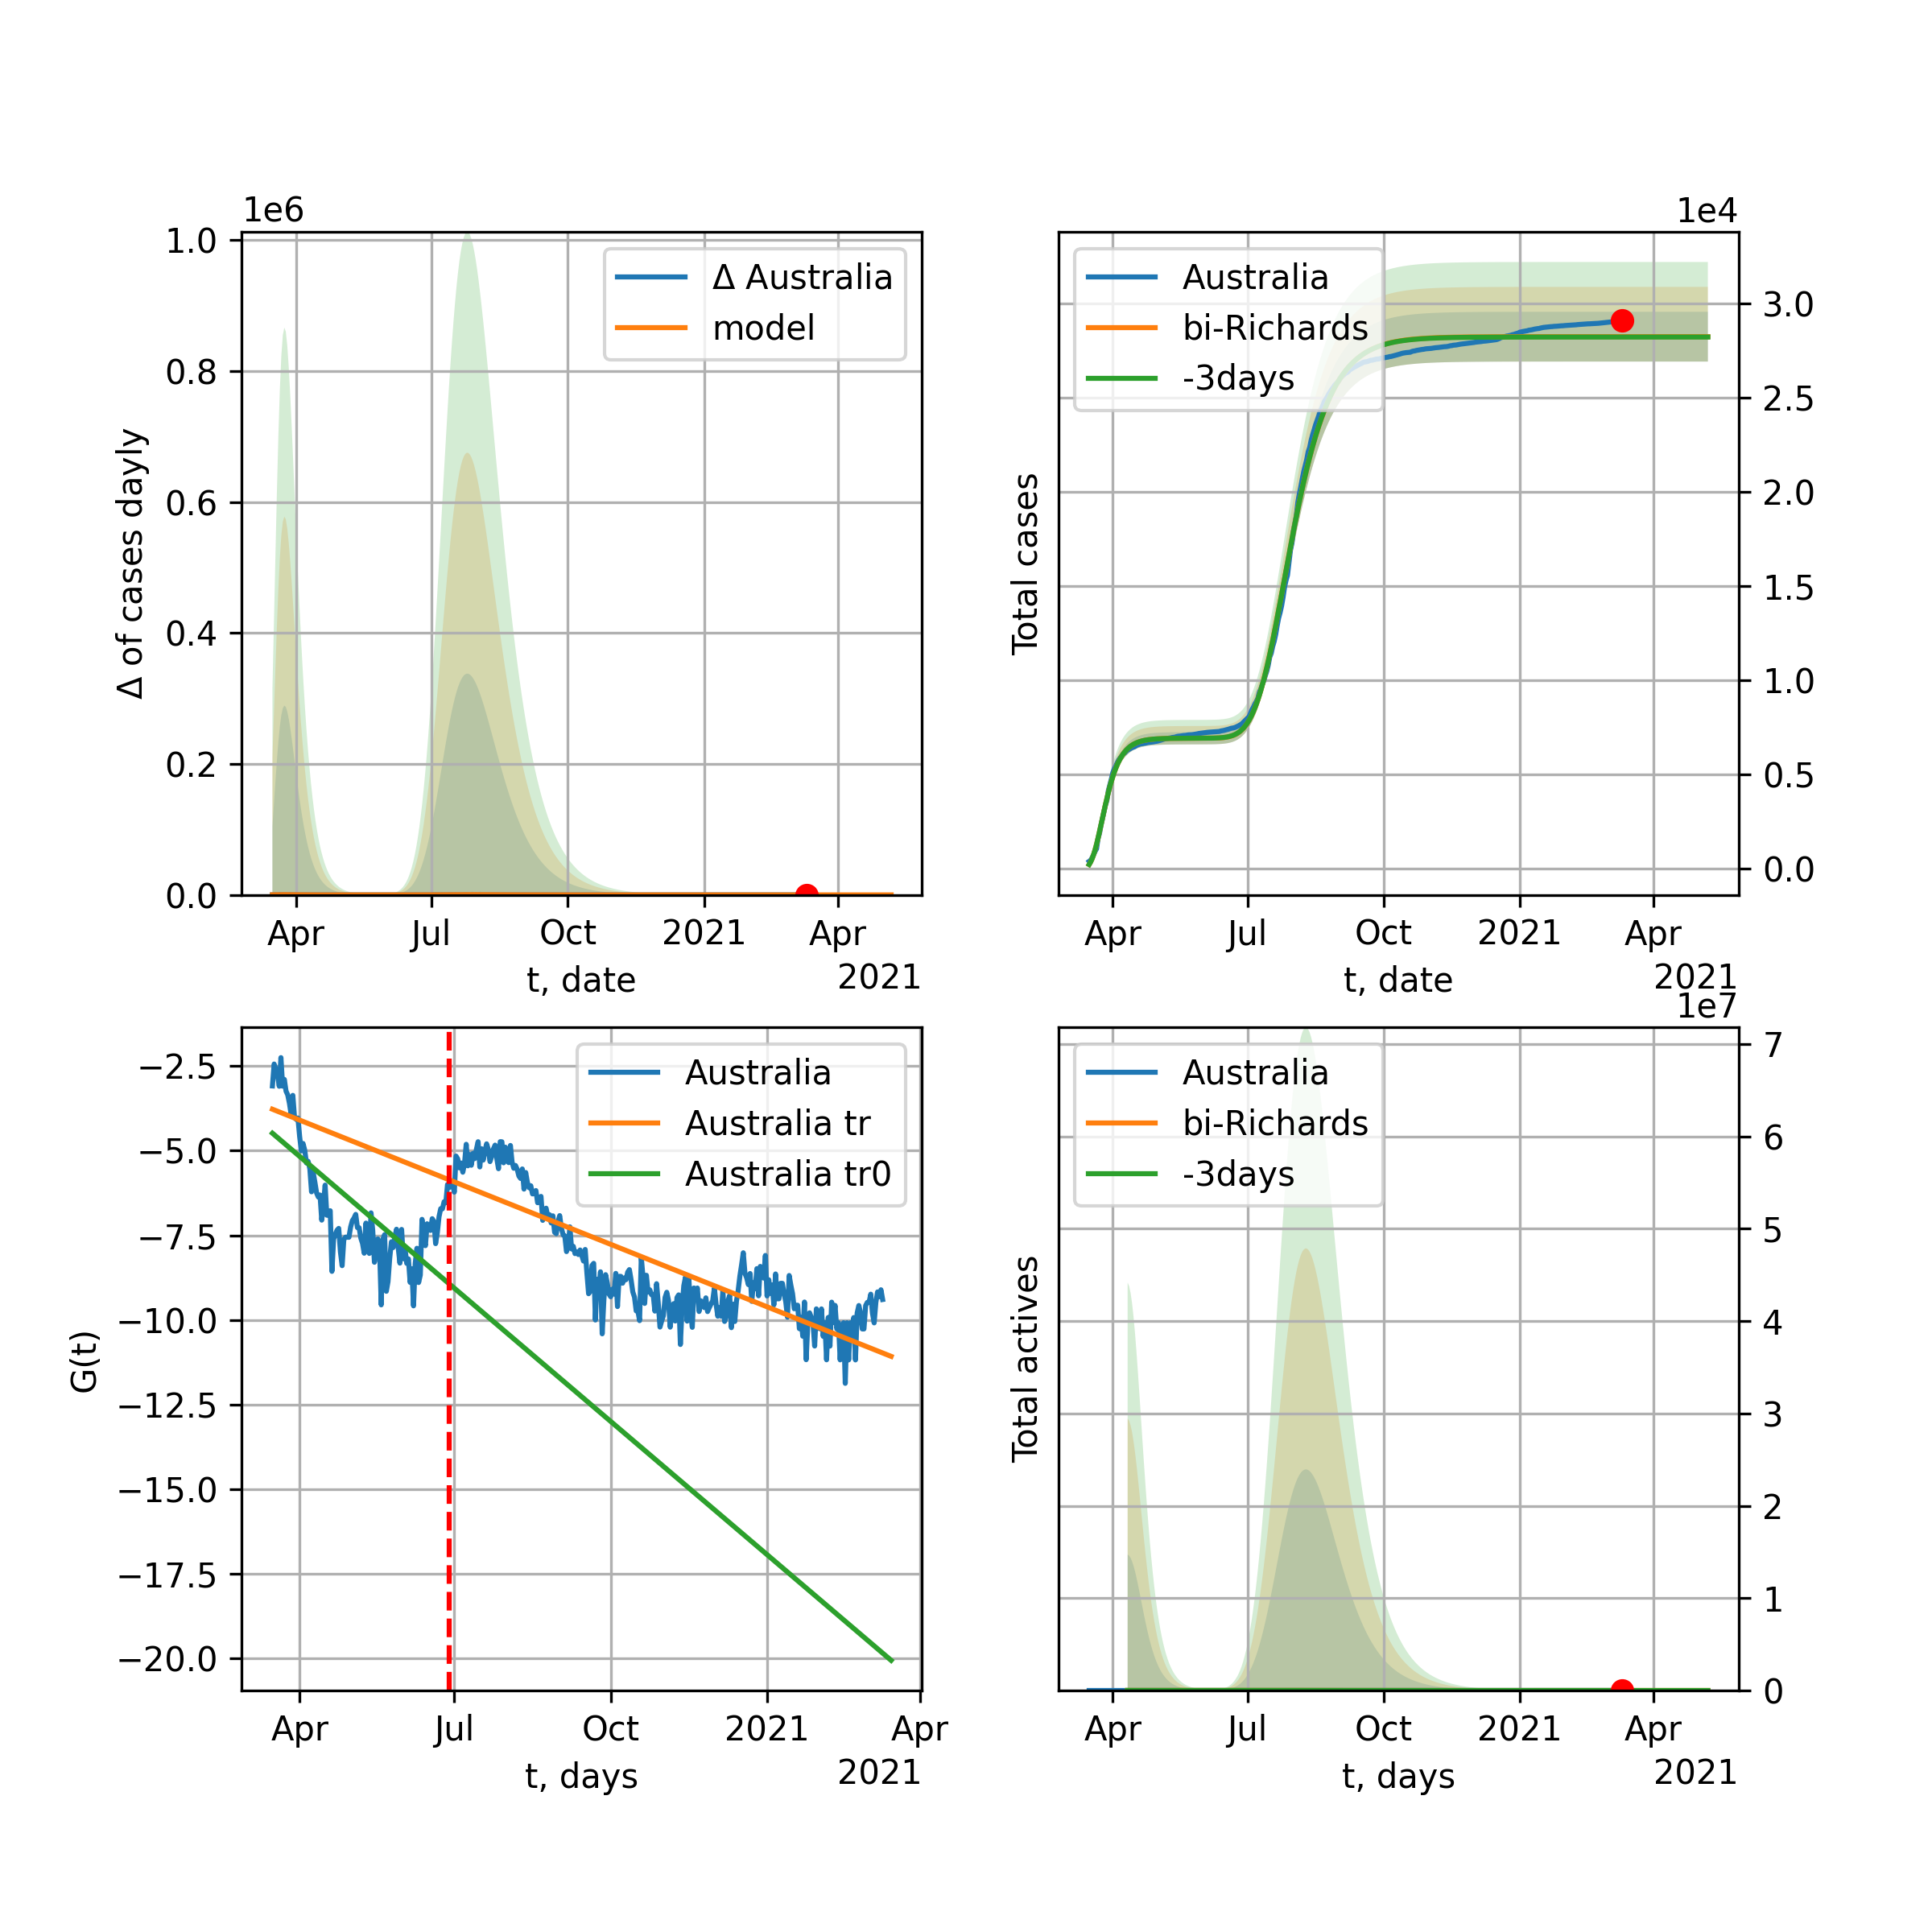 1e6
1.0
0.8
0.6
0.4
0.2
0.0
Δ of cases dayly
Δ Australia
model
Apr Jul Oct 2021 Apr
t, date
2021
1e4
Australia
bi-Richards
-3days
Total cases
3.0
2.5
2.0
1.5
1.0
0.5
0.0
Apr Jul Oct 2021 Apr
t, date
2021
−2.5
−5.0
−7.5
−10.0
−12.5
−15.0
−17.5
−20.0
G(t)
Australia
Australia tr
Australia tr0
Apr Jul Oct 2021 Apr
t, days
2021
1e7
Australia
bi-Richards
-3days
Total actives
7
6
5
4
3
2
1
0
Apr Jul Oct 2021 Apr
t, days
2021